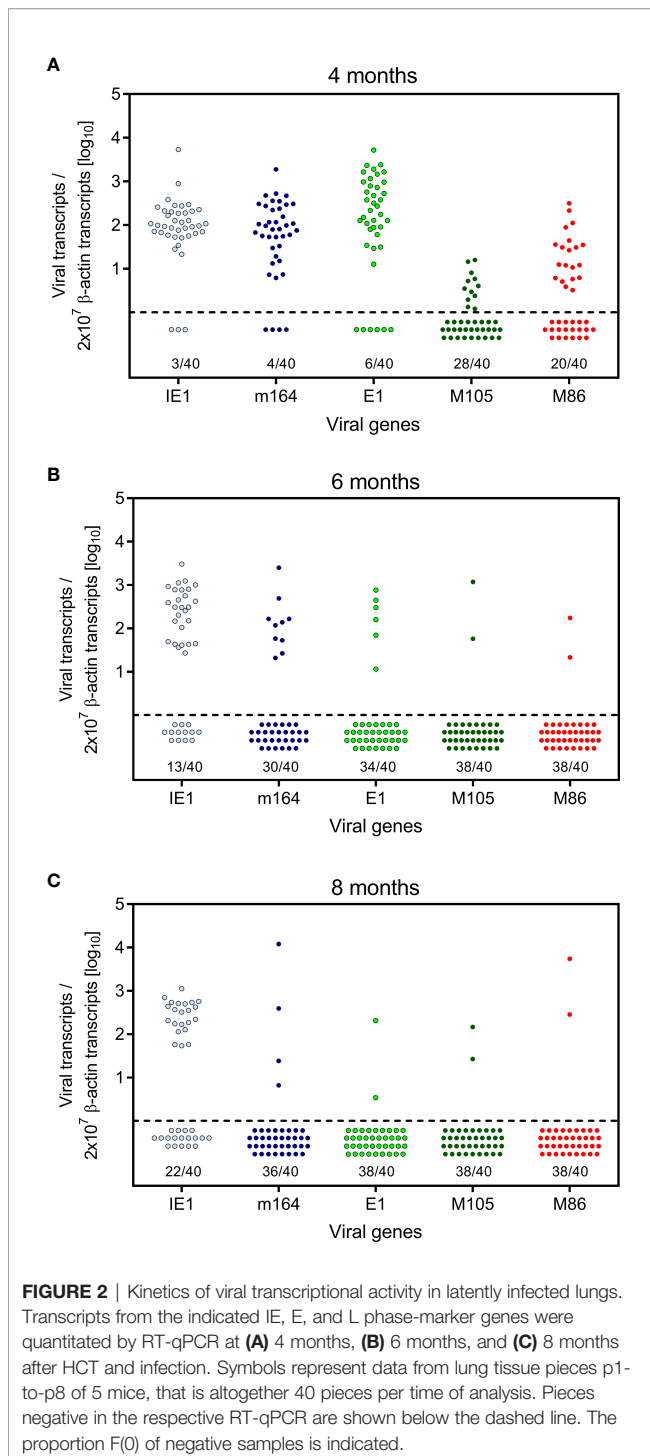 A
4 months
Viral transcripts /
2x10⁷ β-actin transcripts [log₁₀]
5
4
3
2
1
3/40 4/40 6/40 28/40 20/40
IE1 m164 E1 M105 M86
Viral genes
B
6 months
Viral transcripts /
2x10⁷ β-actin transcripts [log₁₀]
5
4
3
2
1
13/40 30/40 34/40 38/40 38/40
IE1 m164 E1 M105 M86
Viral genes
C
8 months
Viral transcripts /
2x10⁷ β-actin transcripts [log₁₀]
5
4
3
2
1
22/40 36/40 38/40 38/40 38/40
IE1 m164 E1 M105 M86
Viral genes
FIGURE 2 | Kinetics of viral transcriptional activity in latently infected lungs.
Transcripts from the indicated IE, E, and L phase-marker genes were
quantitated by RT-qPCR at (A) 4 months, (B) 6 months, and (C) 8 months
after HCT and infection. Symbols represent data from lung tissue pieces p1-
to-p8 of 5 mice, that is altogether 40 pieces per time of analysis. Pieces
negative in the respective RT-qPCR are shown below the dashed line. The
proportion F(0) of negative samples is indicated.